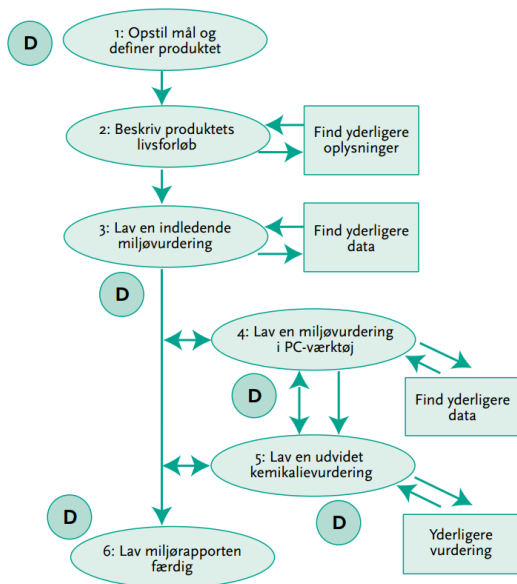 D
1: Opstil mål og
definer produktet
2: Beskriv produktets
livsforløb
Find yderligere
oplysninger
3: Lav en indledende
miljøvurdering
Find yderligere
data
D
4: Lav en miljøvurdering
i PC-værktøj
D
Find yderligere
data
5: Lav en udvidet
kemikalievurdering
D
D
Yderligere
vurdering
6: Lav miljørapporten
færdig